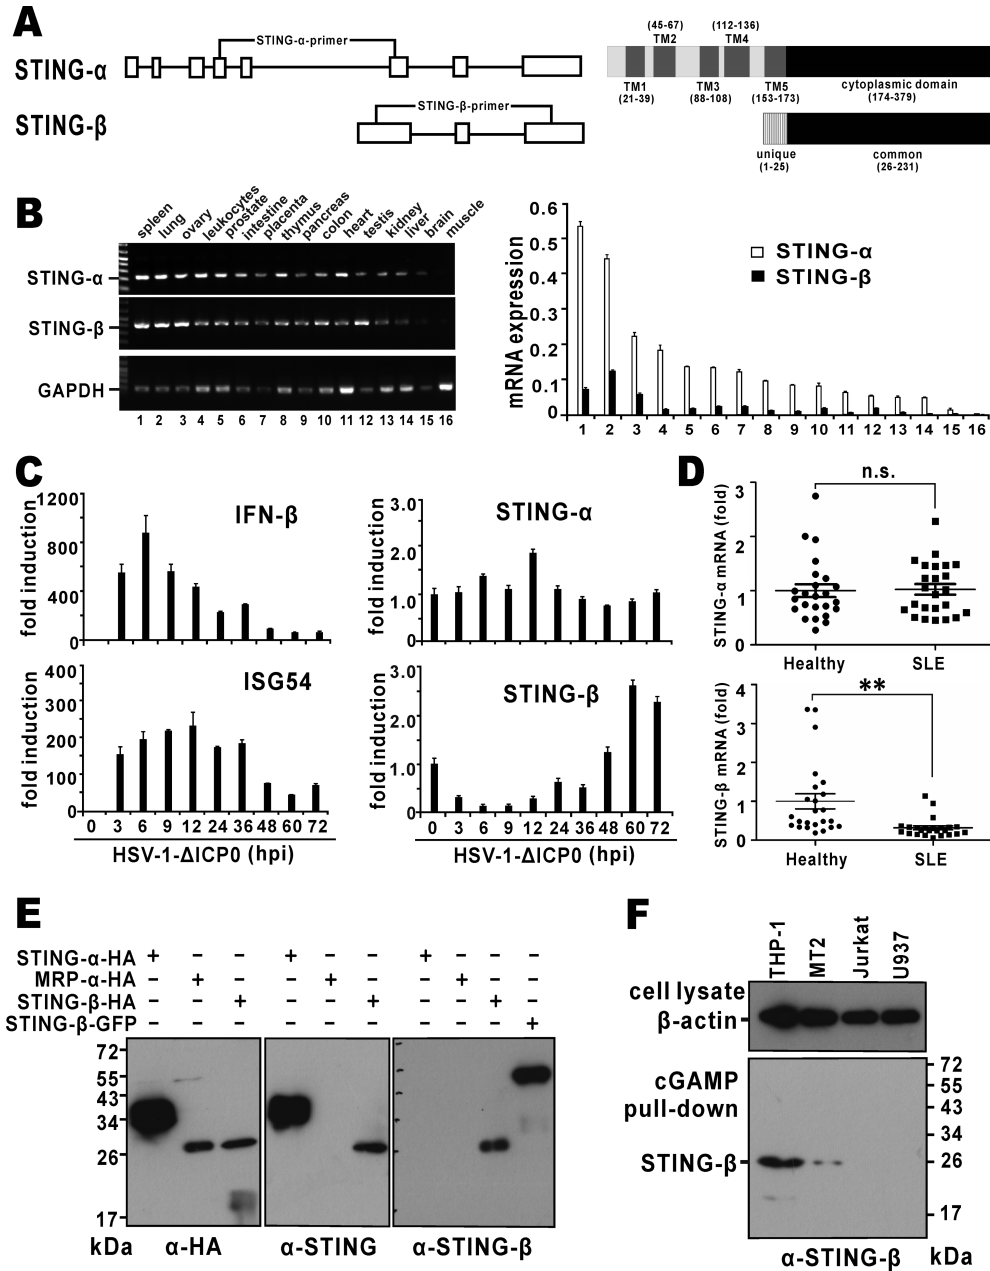 A
STING-α-primer
STING-α
STING-β-primer
STING-β
(45-67) (112-136)
TM2 TM4
TM1 TM3 TM5 cytoplasmic domain
(21-39) (88-108) (153-173) (174-379)
unique common
(1-25) (26-231)
B
spleen lung ovary leukocytes prostate intestine placenta thymus pancreas colon heart testis kidney liver brain muscle
STING-α
STING-β
GAPDH
1 2 3 4 5 6 7 8 9 10 11 12 13 14 15 16
mRNA expression
0.6
0.5
0.4
0.3
0.2
0.1
0
STING-α
STING-β
1 2 3 4 5 6 7 8 9 10 11 12 13 14 15 16
C
fold induction
1200
800
400
0
IFN-β
fold induction
3.0
2.0
1.0
0
STING-α
fold induction
400
300
200
100
0
ISG54
0 3 6 9 12 24 36 48 60 72
HSV-1-ΔICP0 (hpi)
fold induction
3.0
2.0
1.0
0
STING-β
0 3 6 9 12 24 36 48 60 72
HSV-1-ΔICP0 (hpi)
D
STING-α mRNA (fold)
3
2
1
0
n.s.
Healthy SLE
STING-β mRNA (fold)
4
3
2
1
0
**
Healthy SLE
E
STING-α-HA + − − + − − + − − −
MRP-α-HA − + − − + − − + − −
STING-β-HA − − + − − + − − + −
STING-β-GFP − − − − − − − − − +
72
55
43
34
26
17
kDa α-HA α-STING α-STING-β
F
THP-1 MT2 Jurkat U937
cell lysate
β-actin
cGAMP
pull-down
STING-β
72
55
43
34
26
17
α-STING-β kDa